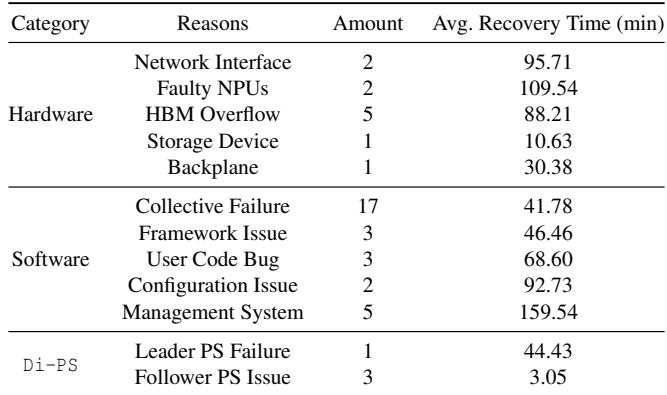 Category Reasons Amount Avg. Recovery Time (min)
Network Interface 2 95.71
Faulty NPUs 2 109.54
Hardware HBM Overflow 5 88.21
Storage Device 1 10.63
Backplane 1 30.38
Collective Failure 17 41.78
Framework Issue 3 46.46
Software User Code Bug 3 68.60
Configuration Issue 2 92.73
Management System 5 159.54
Di-PS Leader PS Failure 1 44.43
Follower PS Issue 3 3.05